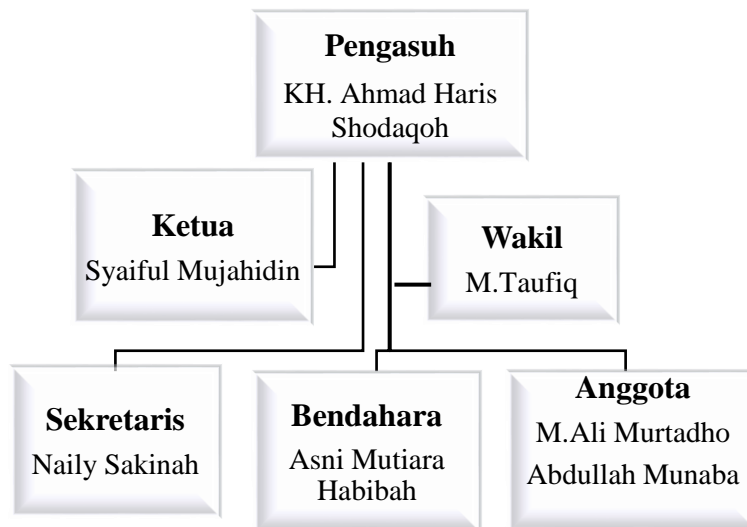 Pengasuh
KH. Ahmad Haris
Shodaqoh
Ketua
Syaiful Mujahidin
Wakil
M.Taufiq
Sekretaris
Naily Sakinah
Bendahara
Asni Mutiara
Habibah
Anggota
M.Ali Murtadho
Abdullah Munaba